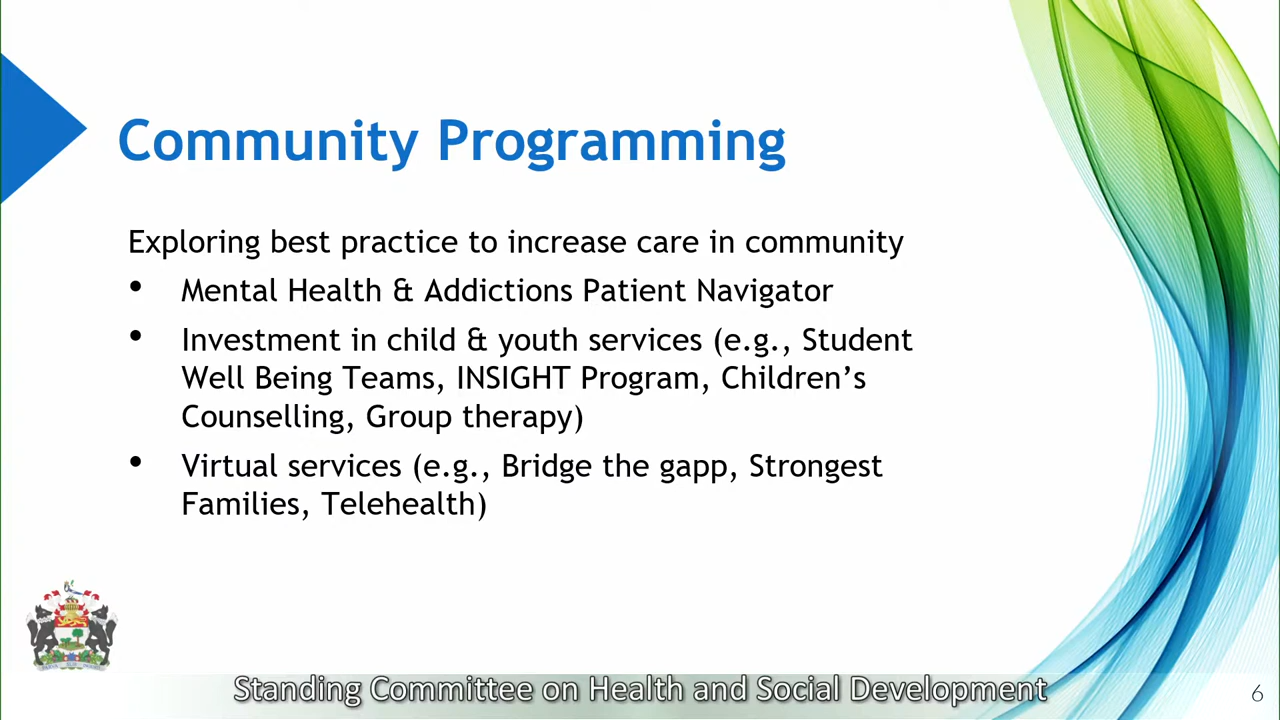 Community Programming
Exploring best practice to increase care in community
• Mental Health & Addictions Patient Navigator
• Investment in child & youth services (e.g., Student
Well Being Teams, INSIGHT Program, Children’s
Counselling, Group therapy)
• Virtual services (e.g., Bridge the gapp, Strongest
Families, Telehealth)
Standing Committee on Health and Social Development
6